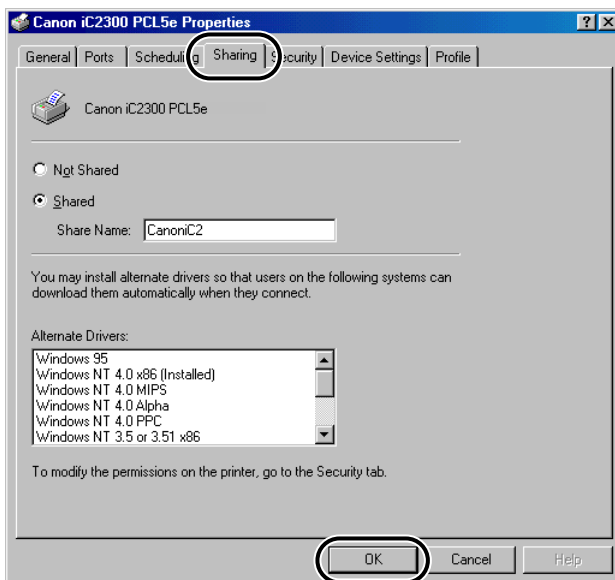 Canon iC2300 PCL5e Properties
General Ports Scheduling Sharing Security Device Settings Profile
Canon iC2300 PCL5e
Not Shared
Shared
Share Name: CanoniC2
You may install alternate drivers so that users on the following systems can
download them automatically when they connect.
Alternate Drivers:
Windows 95
Windows NT 4.0 x86 (Installed)
Windows NT 4.0 MIPS
Windows NT 4.0 Alpha
Windows NT 4.0 PPC
Windows NT 3.5 or 3.51 x86
To modify the permissions on the printer, go to the Security tab.
OK Cancel Help